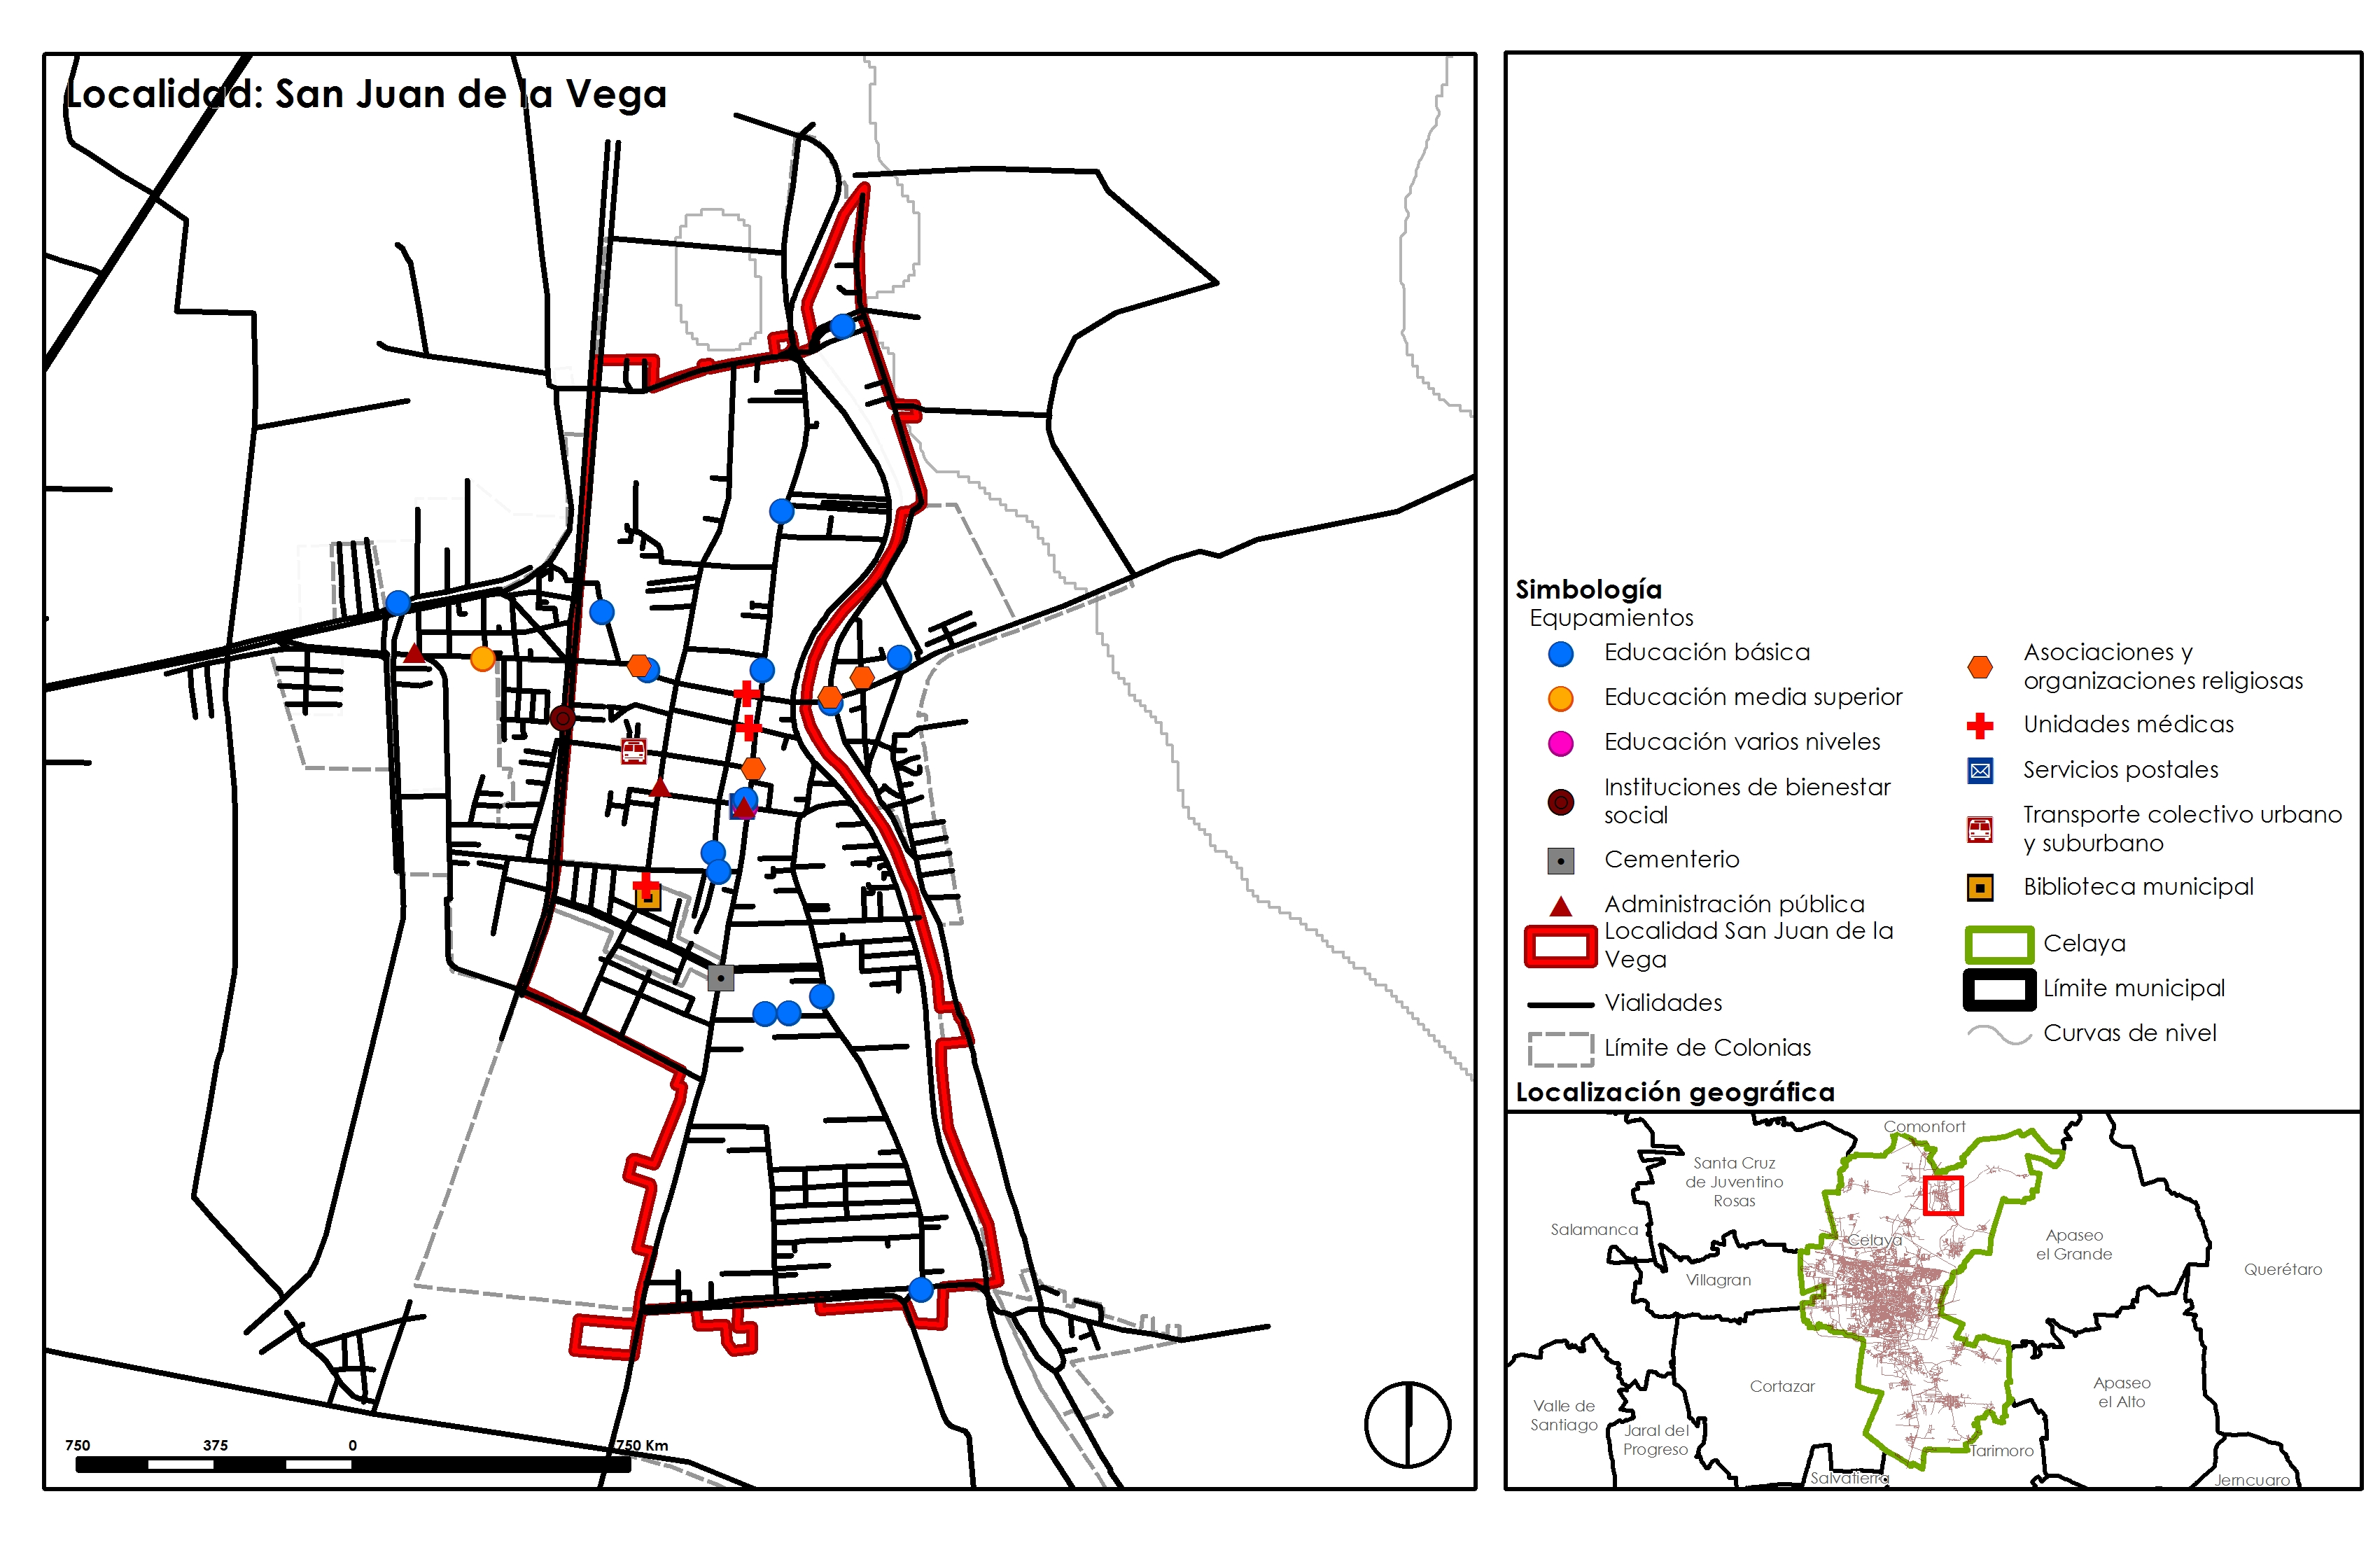 Localidad: San Juan de la Vega
750 375 0 750 Km
Simbología
Equpamientos
Educación básica
Educación media superior
Educación varios niveles
Instituciones de bienestar
social
Cementerio
Administración pública
Localidad San Juan de la
Vega
Vialidades
Límite de Colonias
Asociaciones y
organizaciones religiosas
Unidades médicas
Servicios postales
Transporte colectivo urbano
y suburbano
Biblioteca municipal
Celaya
Límite municipal
Curvas de nivel
Localización geográfica
Comonfort
Santa Cruz
de Juventino
Rosas
Salamanca
Celaya
Apaseo
el Grande
Querétaro
Villagran
Cortazar
Apaseo
el Alto
Valle de
Santiago
Jaral del
Progreso
Tarimoro
Salvatierra
Jerncuaro